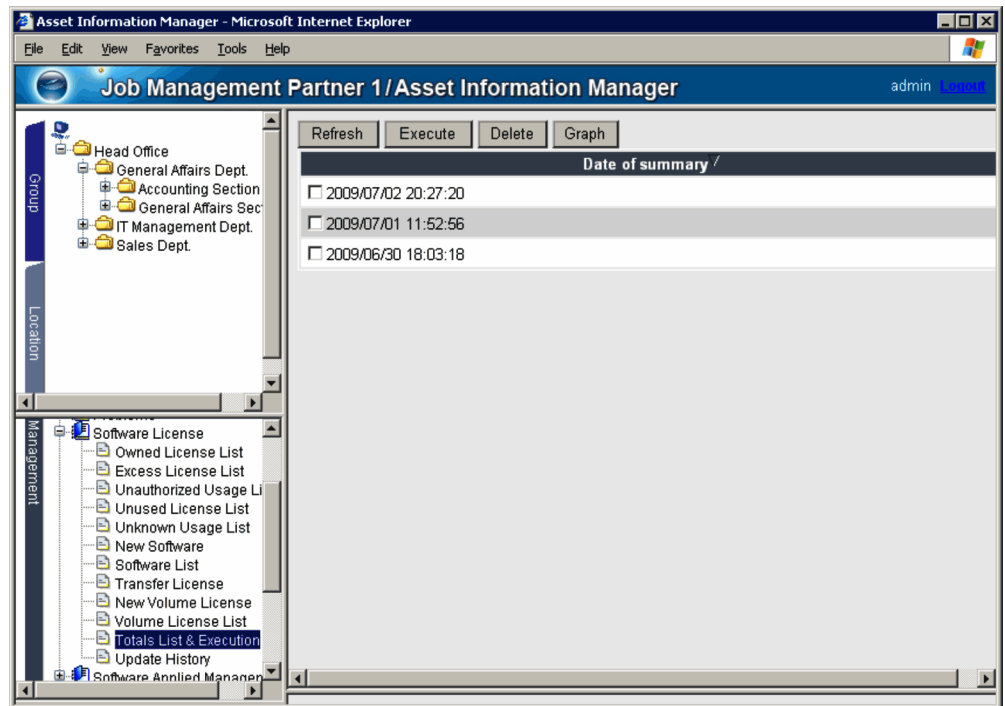 Asset Information Manager - Microsoft Internet Explorer
File Edit View Favorites Tools Help
Job Management Partner 1/Asset Information Manager
admin Logout
Group
Location
Head Office
General Affairs Dept.
Accounting Section
General Affairs Sec
IT Management Dept.
Sales Dept.
Refresh Execute Delete Graph
Date of summary
2009/07/02 20:27:20
2009/07/01 11:52:56
2009/06/30 18:03:18
Management
Software License
Owned License List
Excess License List
Unauthorized Usage Li
Unused License List
Unknown Usage List
New Software
Software List
Transfer License
New Volume License
Volume License List
Totals List & Execution
Update History
Software Applied Managen